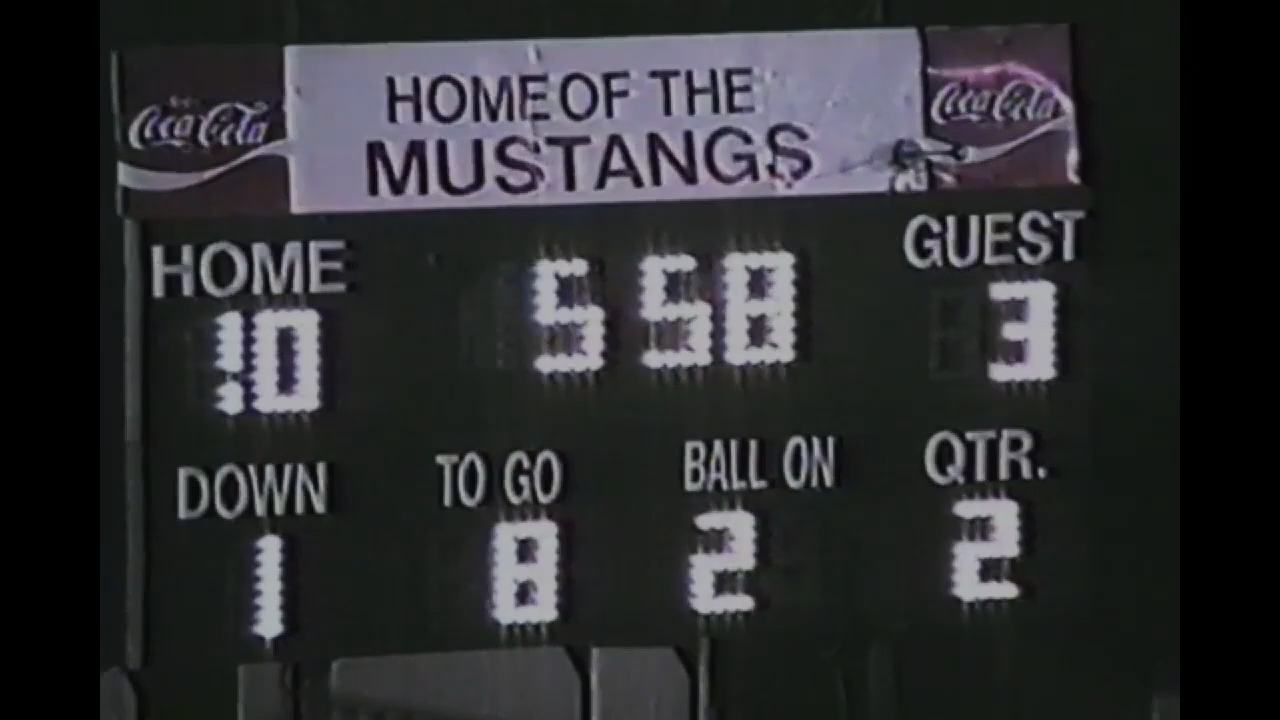 Coca-Cola HOME OF THE Coca-Cola
MUSTANGS
HOME GUEST
10 5 58 3
DOWN TO GO BALL ON QTR.
1 8 2 2